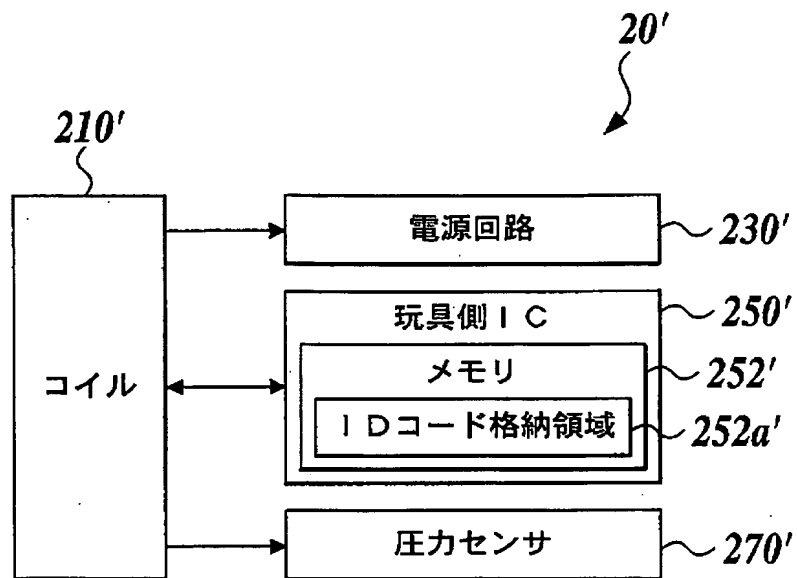 20'
210'
電源回路
230'
玩具側IC
250'
メモリ
252'
コイル
IDコード格納領域
252a'
圧力センサ
270'